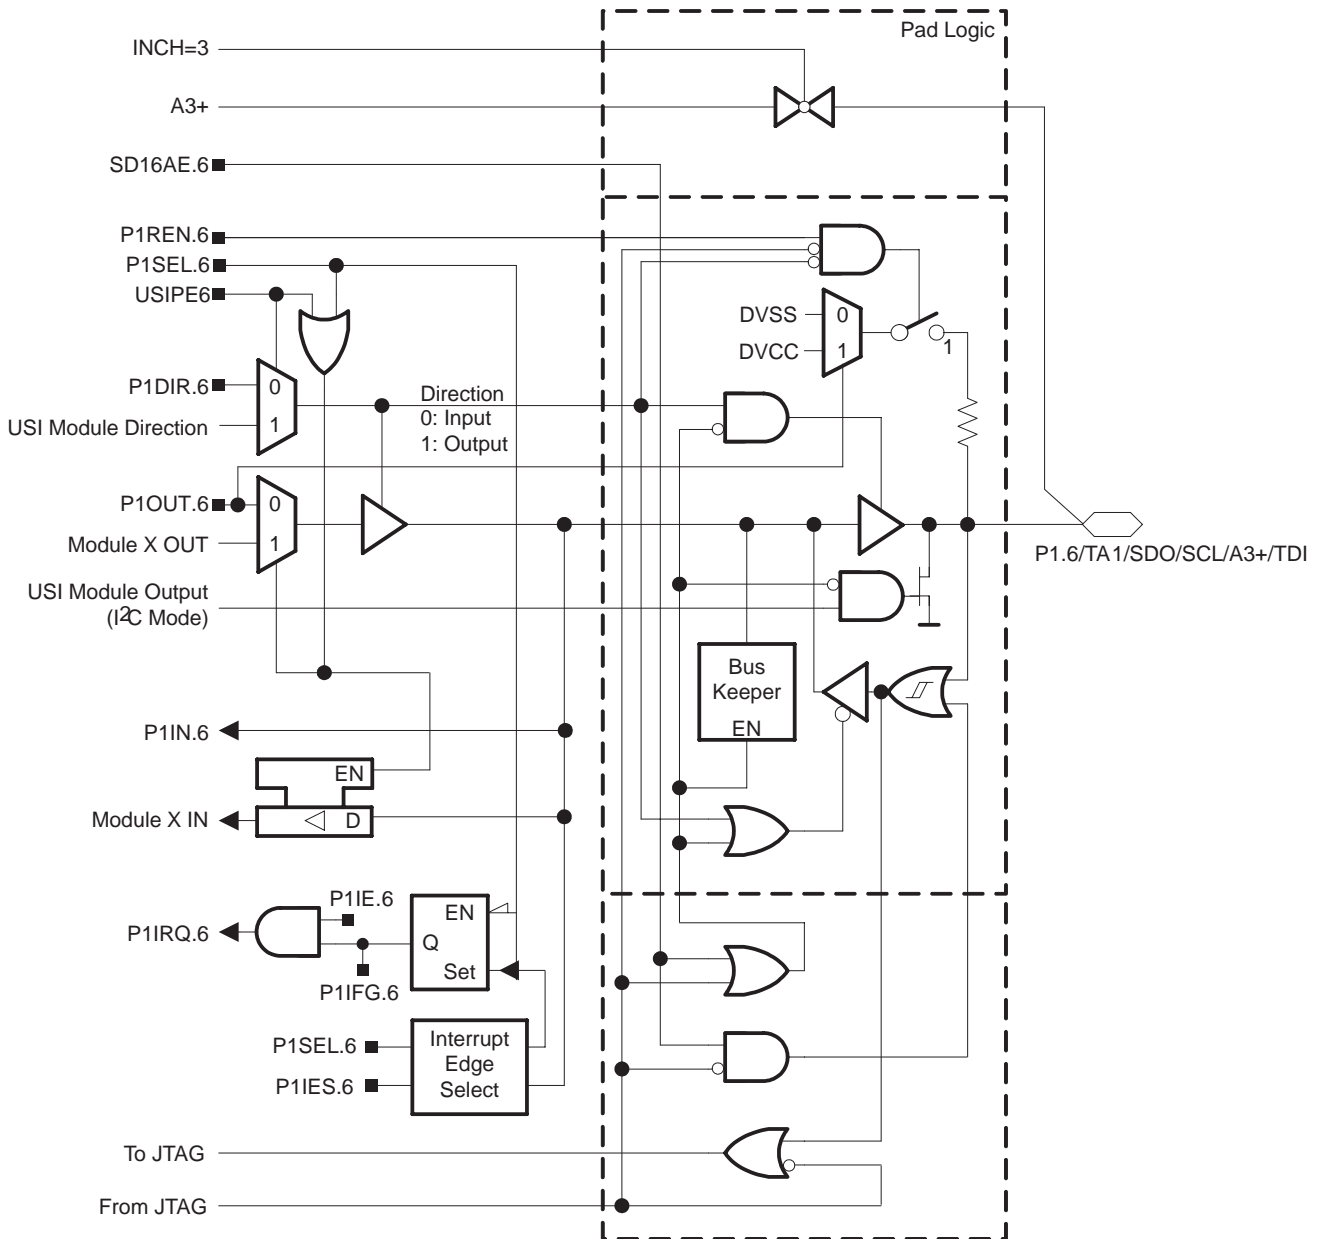 Pad Logic
INCH=3
A3+
SD16AE.6
P1REN.6
P1SEL.6
USIPE6
DVSS
0
DVCC
1
1
P1DIR.6
0
Direction
0: Input
1: Output
USI Module Direction
1
P1OUT.6
0
Module X OUT
1
P1.6/TA1/SDO/SCL/A3+/TDI
USI Module Output
(I2C Mode)
Bus
Keeper
EN
P1IN.6
EN
Module X IN
D
P1IE.6
EN
P1IRQ.6
Q
Set
P1IFG.6
P1SEL.6
Interrupt
Edge
Select
P1IES.6
To JTAG
From JTAG